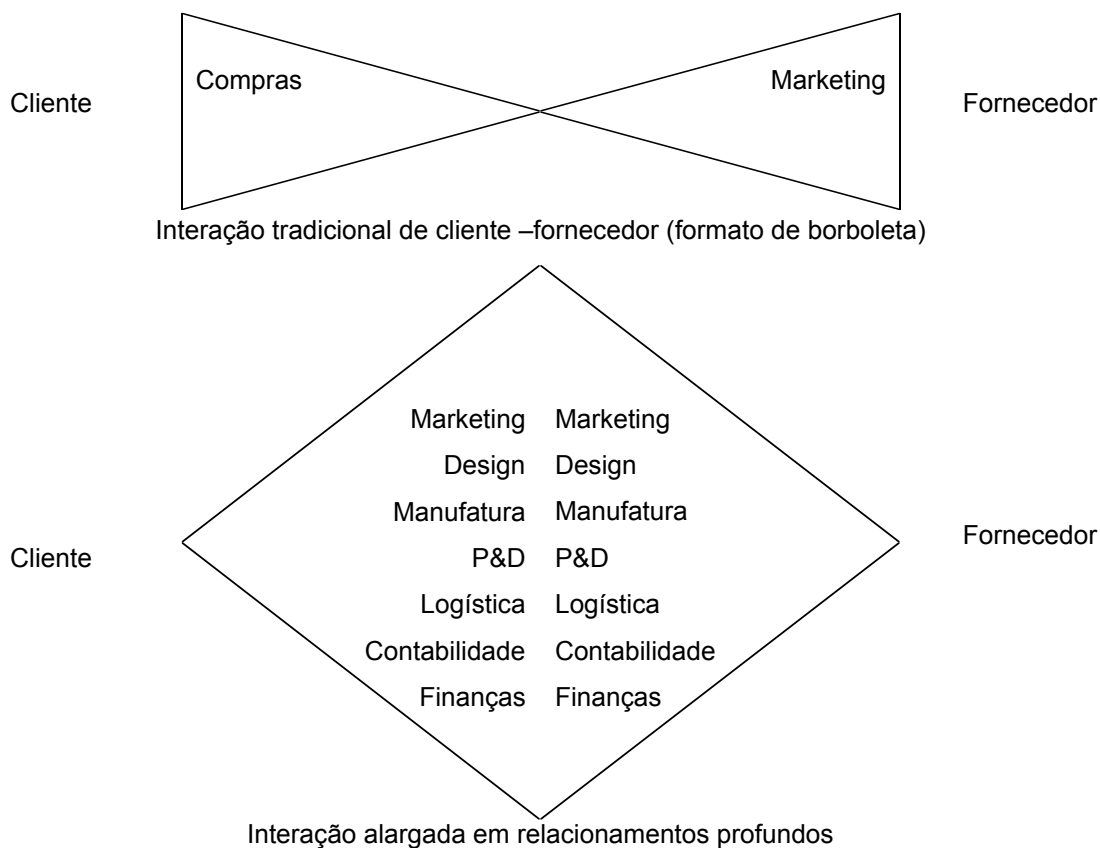 Compras
Marketing
Cliente
Fornecedor
Interação tradicional de cliente –fornecedor (formato de borboleta)
Marketing Marketing
Design Design
Manufatura Manufatura
Cliente
P&D P&D
Fornecedor
Logística Logística
Contabilidade Contabilidade
Finanças Finanças
Interação alargada em relacionamentos profundos